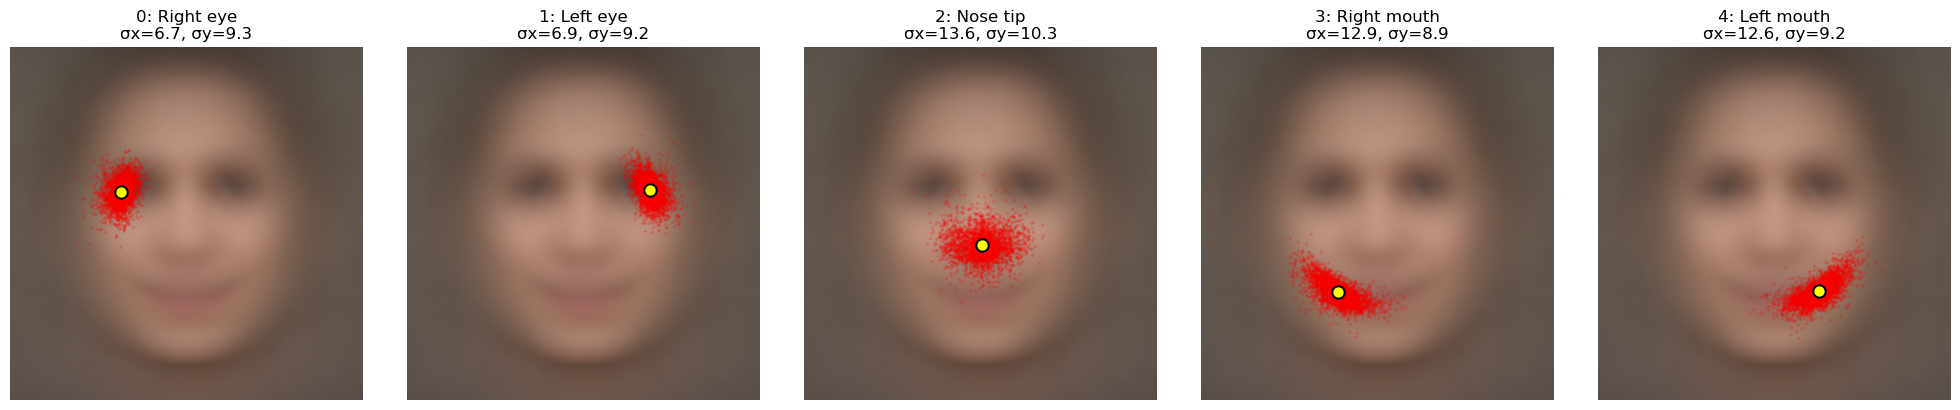 0: Right eye
σx=6.7, σy=9.3
1: Left eye
σx=6.9, σy=9.2
2: Nose tip
σx=13.6, σy=10.3
3: Right mouth
σx=12.9, σy=8.9
4: Left mouth
σx=12.6, σy=9.2